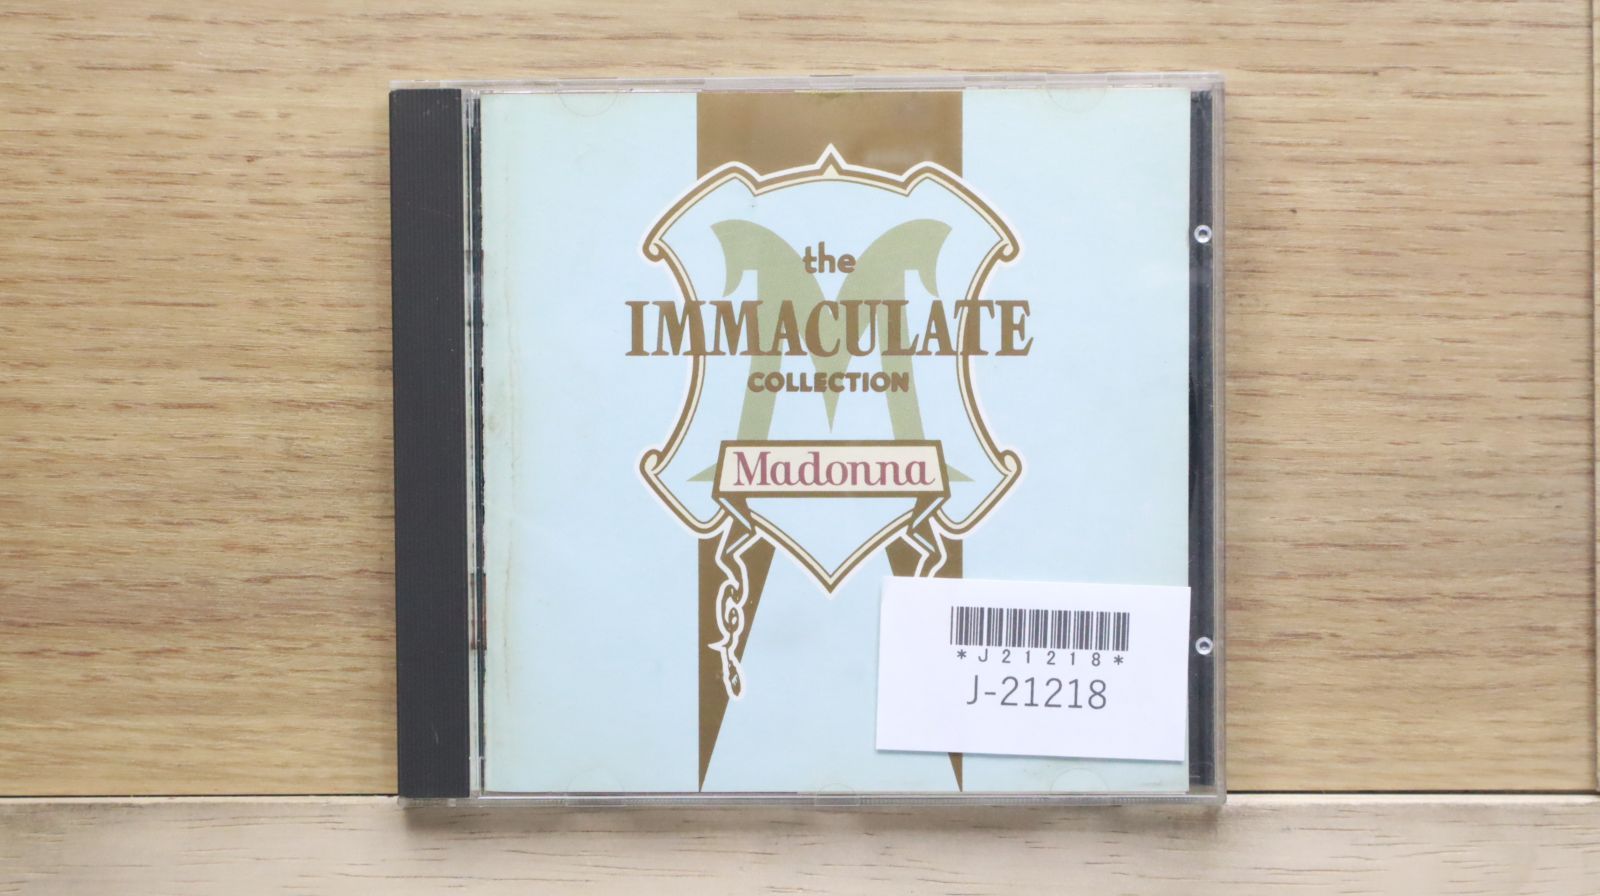 the
IMMACULATE
COLLECTION
Madonna
*J21218*
J-21218